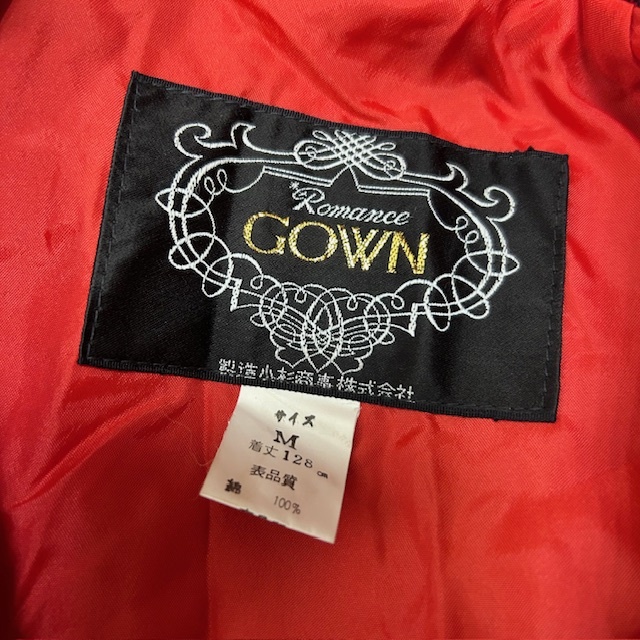 *Romance
GOWN
製造小杉商事株式会社
サイズ
M
着丈128cm
表品質
綿 100%